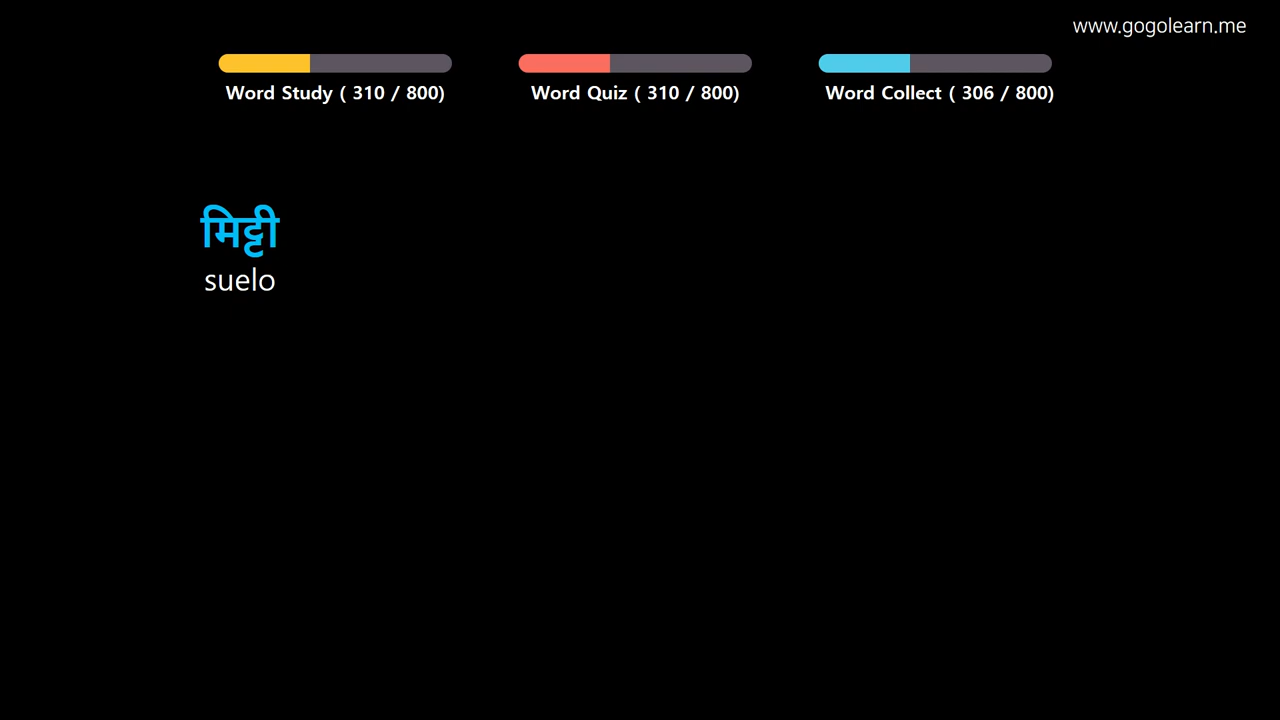 www.gogolearn.me
Word Study ( 310 / 800)
Word Quiz ( 310 / 800)
Word Collect ( 306 / 800)
मिट्टी
suelo